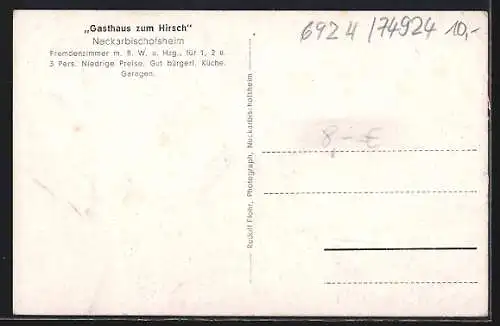 „Gasthaus zum Hirsch"
Neckarbischofsheim
Fremdenzimmer m. fl. W. u. Hzg., für 1, 2 u.
3 Pers. Niedrige Preise. Gut bürgerl. Küche.
Garagen.
6924/74924 10,-
8,- €
Rudolf Flohr, Photograph, Neckarbischofsheim